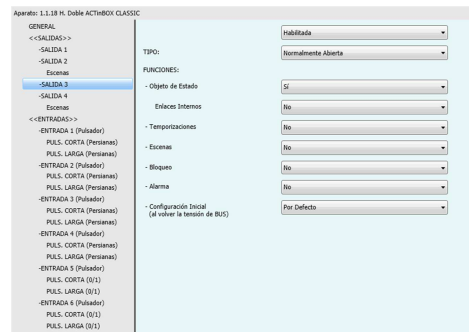 Aparato: 1.1.18 H. Doble ACTinBOX CLASSIC
GENERAL
<<SALIDAS>>
-SALIDA 1
-SALIDA 2
Escenas
-SALIDA 3
-SALIDA 4
Escenas
<<ENTRADAS>>
-ENTRADA 1 (Pulsador)
PULS. CORTA (Persianas)
PULS. LARGA (Persianas)
-ENTRADA 2 (Pulsador)
PULS. CORTA (Persianas)
PULS. LARGA (Persianas)
-ENTRADA 3 (Pulsador)
PULS. CORTA (Persianas)
PULS. LARGA (Persianas)
-ENTRADA 4 (Pulsador)
PULS. CORTA (Persianas)
PULS. LARGA (Persianas)
-ENTRADA 5 (Pulsador)
PULS. CORTA (0/1)
PULS. LARGA (0/1)
-ENTRADA 6 (Pulsador)
PULS. CORTA (0/1)
PULS. LARGA (0/1)
Habilitada
TIPO: Normalmente Abierta
FUNCIONES:
- Objeto de Estado Sí
Enlaces Internos No
- Temporizaciones No
- Escenas No
- Bloqueo No
- Alarma No
- Configuración Inicial Por Defecto
(al volver la tensión de BUS)